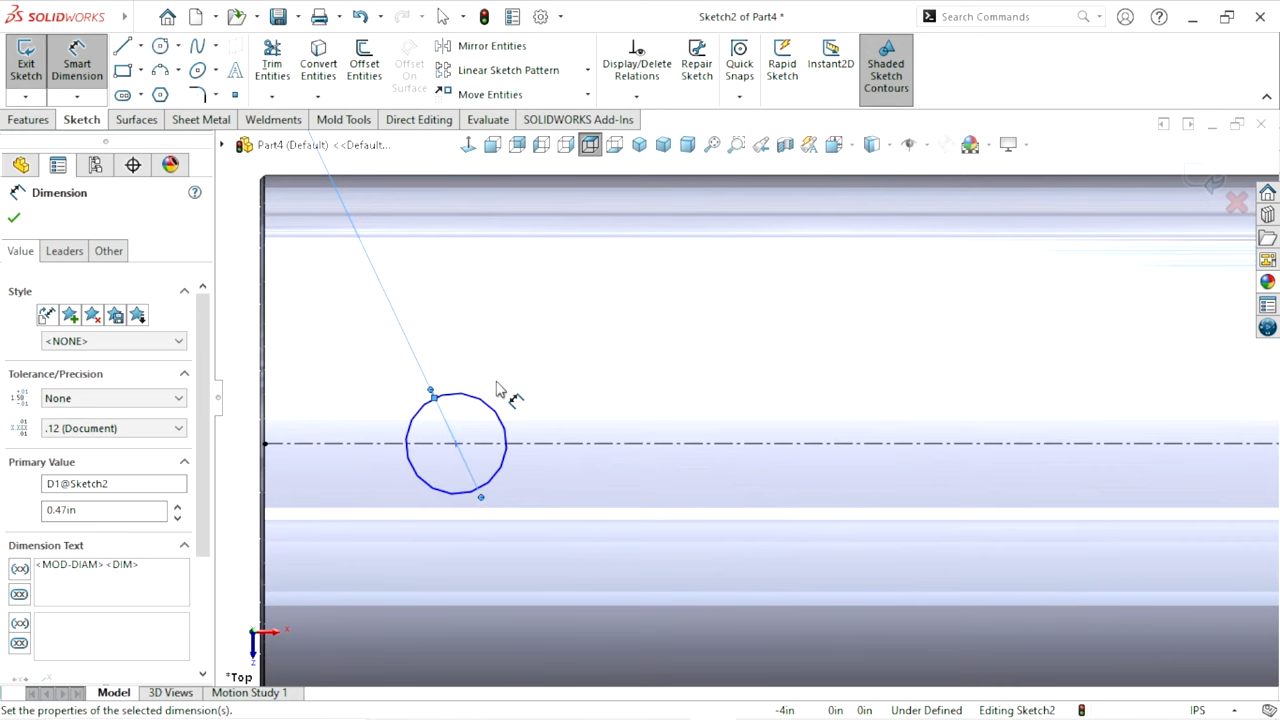 SOLIDWORKS
Sketch2 of Part4 *
Search Commands
Exit Sketch
Smart Dimension
Trim Entities
Convert Entities
Offset Entities
Offset On Surface
Mirror Entities
Linear Sketch Pattern
Move Entities
Display/Delete Relations
Repair Sketch
Quick Snaps
Rapid Sketch
Instant2D
Shaded Sketch Contours
Features
Sketch
Surfaces
Sheet Metal
Weldments
Mold Tools
Direct Editing
Evaluate
SOLIDWORKS Add-Ins
Part4 (Default) <<Default...
Dimension
Value
Leaders
Other
Style
<NONE>
Tolerance/Precision
None
.12 (Document)
Primary Value
D1@Sketch2
0.47in
Dimension Text
<MOD-DIAM><DIM>
x
z
*Top
Model
3D Views
Motion Study 1
Set the properties of the selected dimension(s).
-4in
0in
0in
Under Defined
Editing Sketch2
IPS